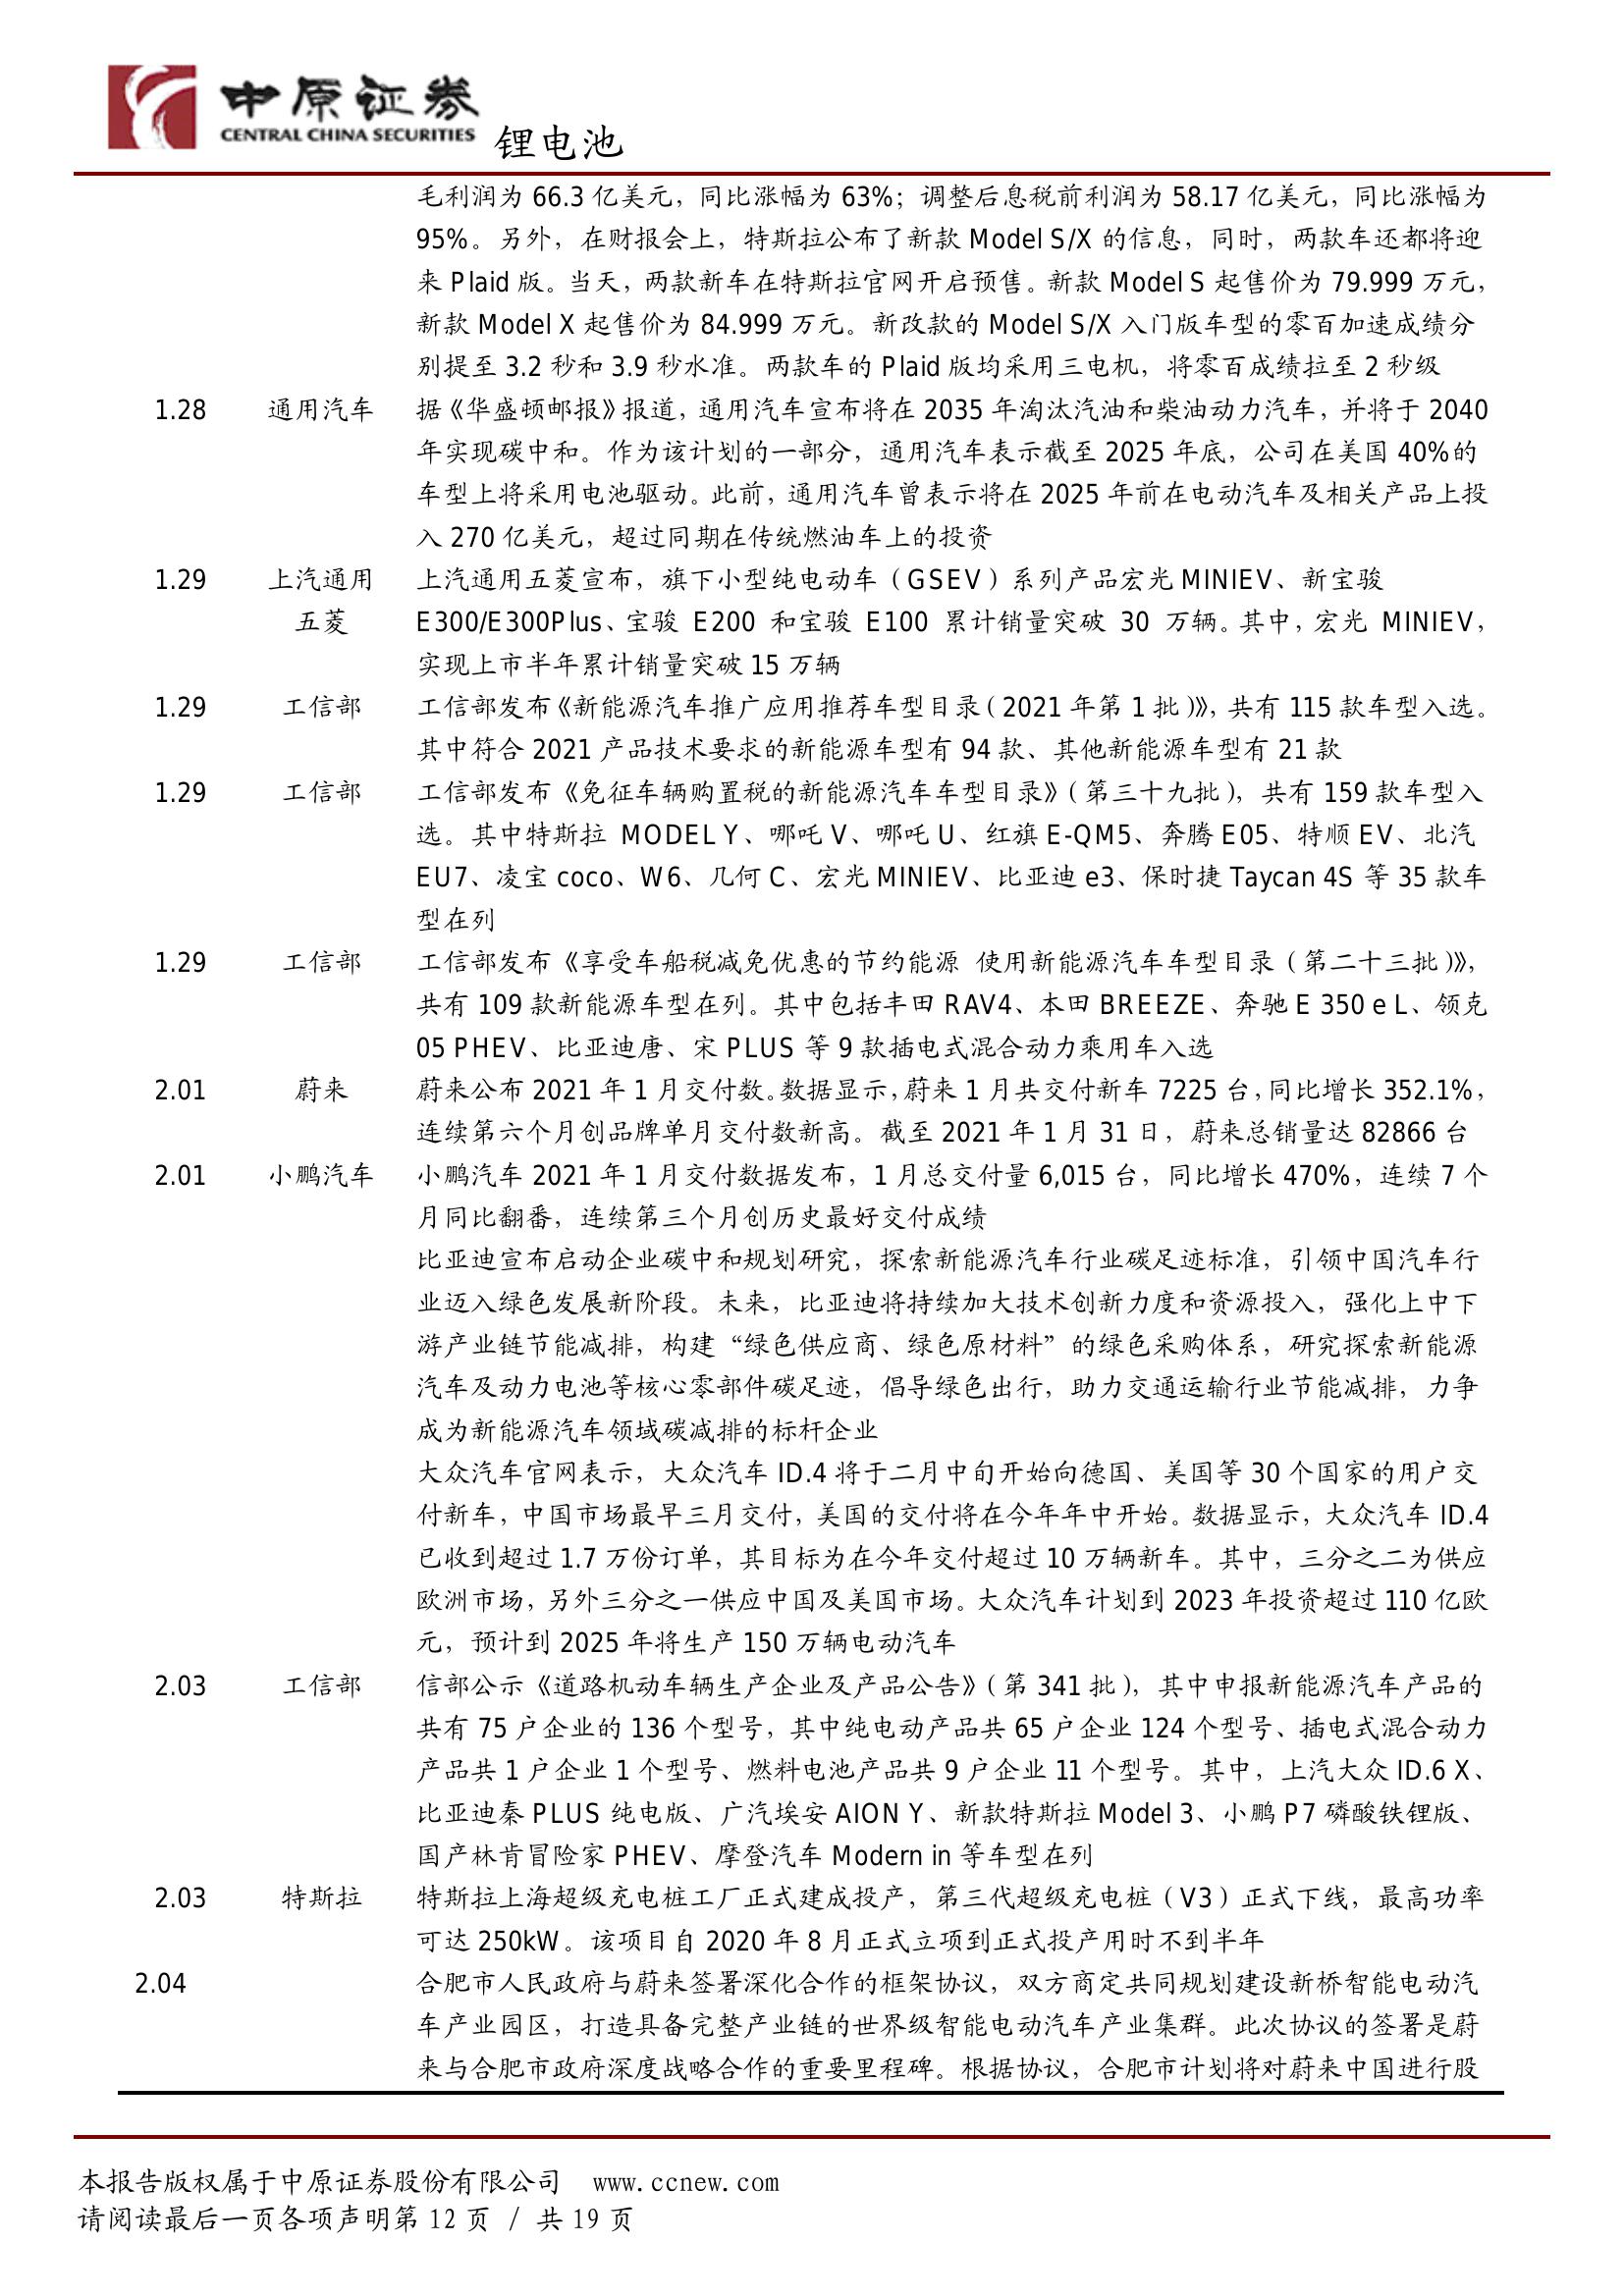 中原证券
CENTRAL CHINA SECURITIES
锂电池
毛利润为 66.3 亿美元，同比涨幅为 63%；调整后息税前利润为 58.17 亿美元，同比涨幅为
95%。另外，在财报会上，特斯拉公布了新款 Model S/X 的信息，同时，两款车还都将迎
来 Plaid 版。当天，两款新车在特斯拉官网开启预售。新款 Model S 起售价为 79.999 万元，
新款 Model X 起售价为 84.999 万元。新改款的 Model S/X 入门版车型的零百加速成绩分
别提至 3.2 秒和 3.9 秒水准。两款车的 Plaid 版均采用三电机，将零百成绩拉至 2 秒级
1.28 通用汽车 据《华盛顿邮报》报道，通用汽车宣布将在 2035 年淘汰汽油和柴油动力汽车，并将于 2040
年实现碳中和。作为该计划的一部分，通用汽车表示截至 2025 年底，公司在美国 40%的
车型上将采用电池驱动。此前，通用汽车曾表示将在 2025 年前在电动汽车及相关产品上投
入 270 亿美元，超过同期在传统燃油车上的投资
1.29 上汽通用 上汽通用五菱宣布，旗下小型纯电动车（GSEV）系列产品宏光 MINIEV、新宝骏
五菱 E300/E300Plus、宝骏 E200 和宝骏 E100 累计销量突破 30 万辆。其中，宏光 MINIEV，
实现上市半年累计销量突破 15 万辆
1.29 工信部 工信部发布《新能源汽车推广应用推荐车型目录（2021 年第 1 批）》，共有 115 款车型入选。
其中符合 2021 产品技术要求的新能源车型有 94 款、其他新能源车型有 21 款
1.29 工信部 工信部发布《免征车辆购置税的新能源汽车车型目录》（第三十九批），共有 159 款车型入
选。其中特斯拉 MODEL Y、哪吒 V、哪吒 U、红旗 E-QM5、奔腾 E05、特顺 EV、北汽
EU7、凌宝 coco、W6、几何 C、宏光 MINIEV、比亚迪 e3、保时捷 Taycan 4S 等 35 款车
型在列
1.29 工信部 工信部发布《享受车船税减免优惠的节约能源 使用新能源汽车车型目录（第二十三批）》，
共有 109 款新能源车型在列。其中包括丰田 RAV4、本田 BREEZE、奔驰 E 350 e L、领克
05 PHEV、比亚迪唐、宋 PLUS 等 9 款插电式混合动力乘用车入选
2.01 蔚来 蔚来公布 2021 年 1 月交付数。数据显示，蔚来 1 月共交付新车 7225 台，同比增长 352.1%，
连续第六个月创品牌单月交付数新高。截至 2021 年 1 月 31 日，蔚来总销量达 82866 台
2.01 小鹏汽车 小鹏汽车 2021 年 1 月交付数据发布，1 月总交付量 6,015 台，同比增长 470%，连续 7 个
月同比翻番，连续第三个月创历史最好交付成绩
比亚迪宣布启动企业碳中和规划研究，探索新能源汽车行业碳足迹标准，引领中国汽车行
业迈入绿色发展新阶段。未来，比亚迪将持续加大技术创新力度和资源投入，强化上中下
游产业链节能减排，构建“绿色供应商、绿色原材料”的绿色采购体系，研究探索新能源
汽车及动力电池等核心零部件碳足迹，倡导绿色出行，助力交通运输行业节能减排，力争
成为新能源汽车领域碳减排的标杆企业
大众汽车官网表示，大众汽车 ID.4 将于二月中旬开始向德国、美国等 30 个国家的用户交
付新车，中国市场最早三月交付，美国的交付将在今年年中开始。数据显示，大众汽车 ID.4
已收到超过 1.7 万份订单，其目标为在今年交付超过 10 万辆新车。其中，三分之二为供应
欧洲市场，另外三分之一供应中国及美国市场。大众汽车计划到 2023 年投资超过 110 亿欧
元，预计到 2025 年将生产 150 万辆电动汽车
2.03 工信部 信部公示《道路机动车辆生产企业及产品公告》（第 341 批），其中申报新能源汽车产品的
共有 75 户企业的 136 个型号，其中纯电动产品共 65 户企业 124 个型号、插电式混合动力
产品共 1 户企业 1 个型号、燃料电池产品共 9 户企业 11 个型号。其中，上汽大众 ID.6 X、
比亚迪秦 PLUS 纯电版、广汽埃安 AION Y、新款特斯拉 Model 3、小鹏 P7 磷酸铁锂版、
国产林肯冒险家 PHEV、摩登汽车 Modern in 等车型在列
2.03 特斯拉 特斯拉上海超级充电桩工厂正式建成投产，第三代超级充电桩（V3）正式下线，最高功率
可达 250kW。该项目自 2020 年 8 月正式立项到正式投产用时不到半年
2.04 合肥市人民政府与蔚来签署深化合作的框架协议，双方商定共同规划建设新桥智能电动汽
车产业园区，打造具备完整产业链的世界级智能电动汽车产业集群。此次协议的签署是蔚
来与合肥市政府深度战略合作的重要里程碑。根据协议，合肥市计划将对蔚来中国进行股
本报告版权属于中原证券股份有限公司 www.ccnew.com
请阅读最后一页各项声明第 12 页 / 共 19 页